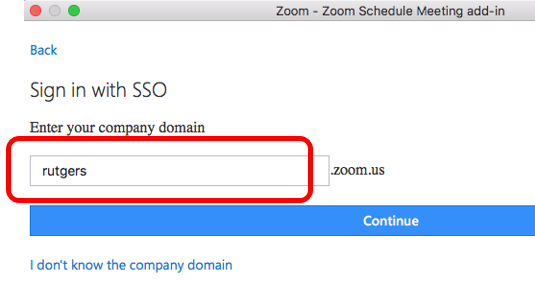 Zoom - Zoom Schedule Meeting add-in
Back
Sign in with SSO
Enter your company domain
rutgers .zoom.us
Continue
I don't know the company domain